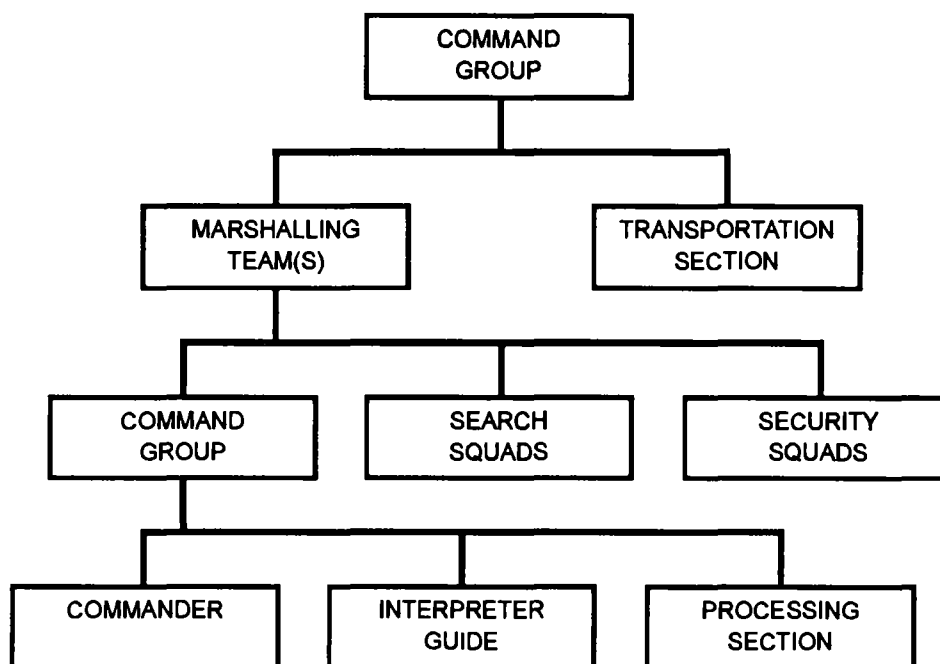 COMMAND
GROUP
MARSHALLING
TEAM(S)
TRANSPORTATION
SECTION
COMMAND
GROUP
SEARCH
SQUADS
SECURITY
SQUADS
COMMANDER
INTERPRETER
GUIDE
PROCESSING
SECTION